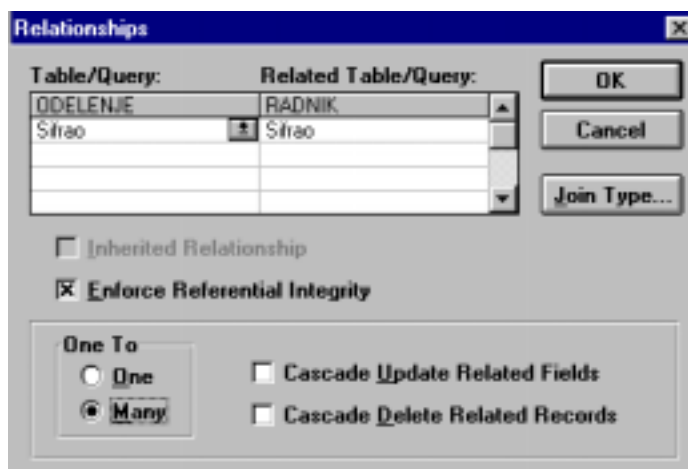 Relationships
Table/Query: Related Table/Query:
ODELENJE RADNIK
Sifrao Sifrao
OK
Cancel
Join Type...
Inherited Relationship
Enforce Referential Integrity
One To
One
Many
Cascade Update Related Fields
Cascade Delete Related Records